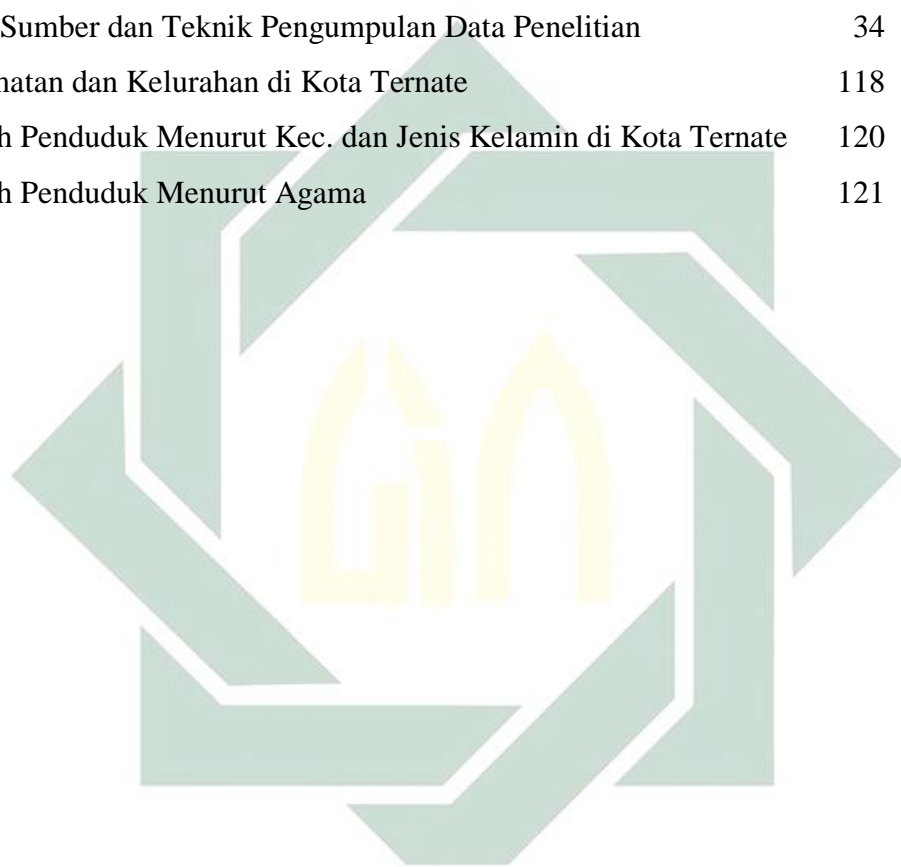 Sumber dan Teknik Pengumpulan Data Penelitian 34
matan dan Kelurahan di Kota Ternate 118
h Penduduk Menurut Kec. dan Jenis Kelamin di Kota Ternate 120
h Penduduk Menurut Agama 121